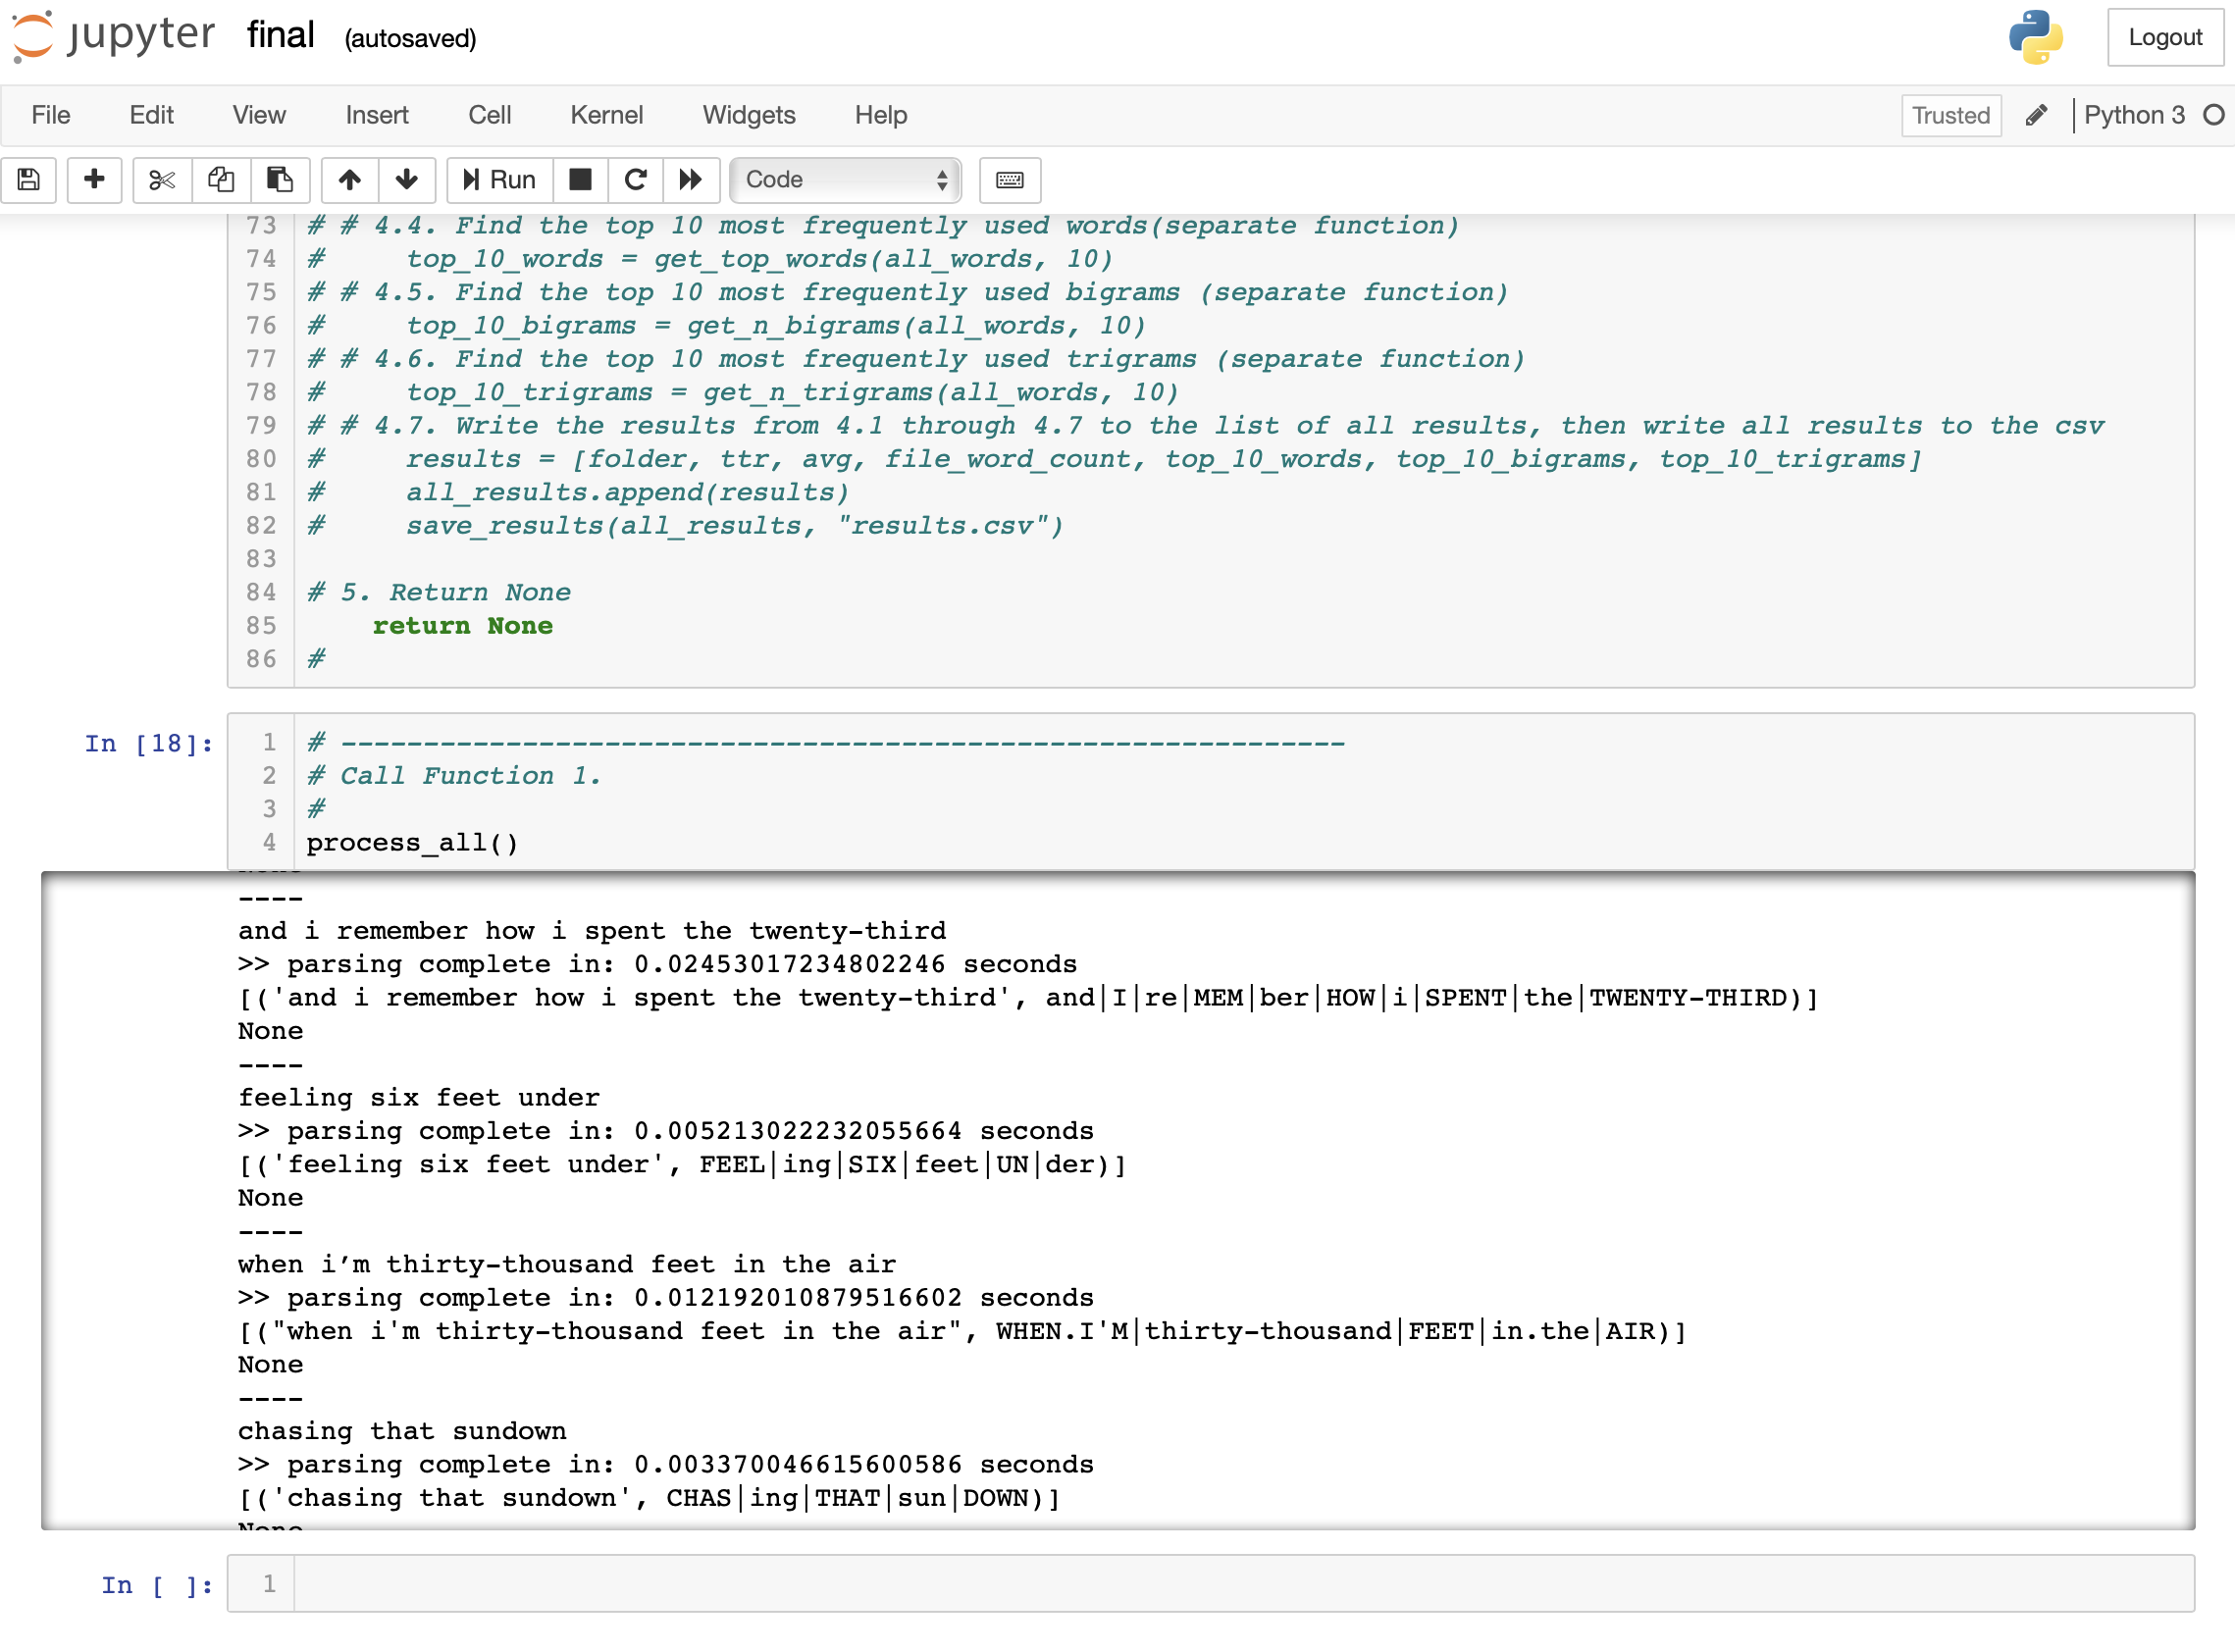 jupyter final (autosaved) Logout
File Edit View Insert Cell Kernel Widgets Help Trusted Python 3
Run Code
73 # # 4.4. Find the top 10 most frequently used words(separate function)
74 #     top_10_words = get_top_words(all_words, 10)
75 # # 4.5. Find the top 10 most frequently used bigrams (separate function)
76 #     top_10_bigrams = get_n_bigrams(all_words, 10)
77 # # 4.6. Find the top 10 most frequently used trigrams (separate function)
78 #     top_10_trigrams = get_n_trigrams(all_words, 10)
79 # # 4.7. Write the results from 4.1 through 4.7 to the list of all results, then write all results to the csv
80 #     results = [folder, ttr, avg, file_word_count, top_10_words, top_10_bigrams, top_10_trigrams]
81 #     all_results.append(results)
82 #     save_results(all_results, "results.csv")
83
84 # 5. Return None
85     return None
86 #
In [18]: 1 # -------------------------------------------------------------
2 # Call Function 1.
3 #
4 process_all()
----
and i remember how i spent the twenty-third
>> parsing complete in: 0.02453017234802246 seconds
[('and i remember how i spent the twenty-third', and|I|re|MEM|ber|HOW|i|SPENT|the|TWENTY-THIRD)]
None
----
feeling six feet under
>> parsing complete in: 0.005213022232055664 seconds
[('feeling six feet under', FEEL|ing|SIX|feet|UN|der)]
None
----
when i’m thirty-thousand feet in the air
>> parsing complete in: 0.012192010879516602 seconds
[("when i'm thirty-thousand feet in the air", WHEN.I'M|thirty-thousand|FEET|in.the|AIR)]
None
----
chasing that sundown
>> parsing complete in: 0.003370046615600586 seconds
[('chasing that sundown', CHAS|ing|THAT|sun|DOWN)]
None
In [ ]: 1